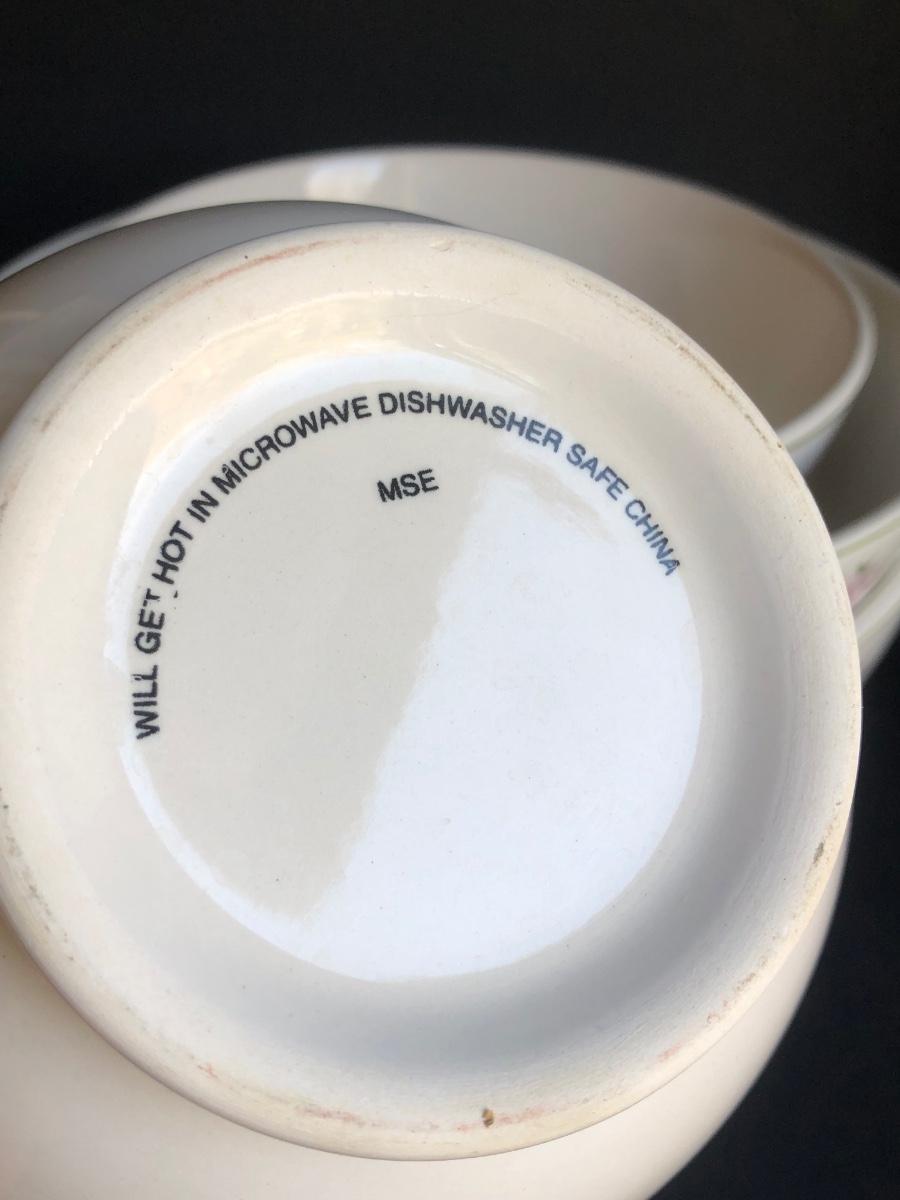 WILL GET HOT IN MICROWAVE DISHWASHER SAFE CHINA
MSE